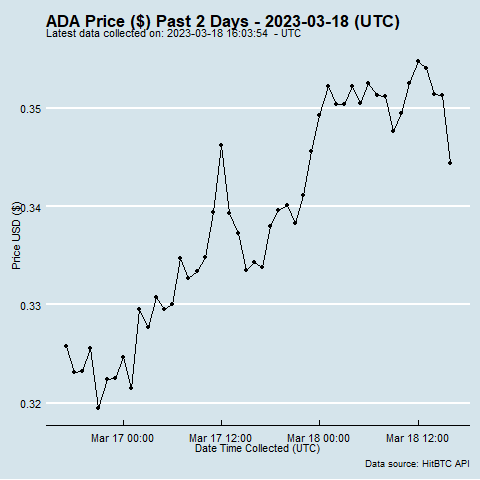 ADA Price ($) Past 2 Days - 2023-03-18 (UTC)
Latest data collected on: 2023-03-18 16:03:54 - UTC
Price USD ($)
0.35
0.34
0.33
0.32
Mar 17 00:00
Mar 17 12:00
Mar 18 00:00
Mar 18 12:00
Date Time Collected (UTC)
Data source: HitBTC API